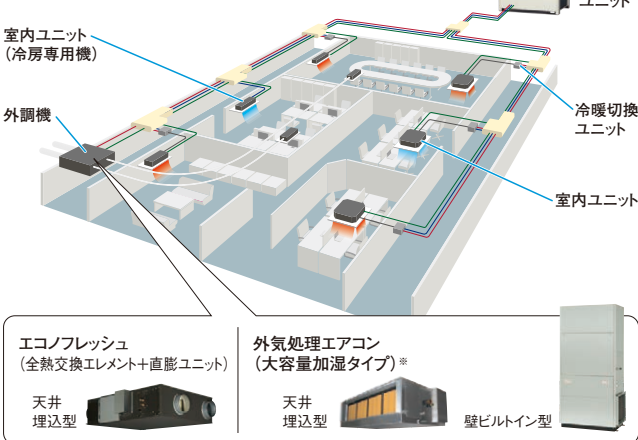 ユニット
室内ユニット
（冷房専用機）
外調機
冷暖切換
ユニット
室内ユニット
エコノフレッシュ
（全熱交換エレメント＋直膨ユニット）
天井
埋込型
外気処理エアコン
（大容量加湿タイプ）※
天井
埋込型
壁ビルトイン型